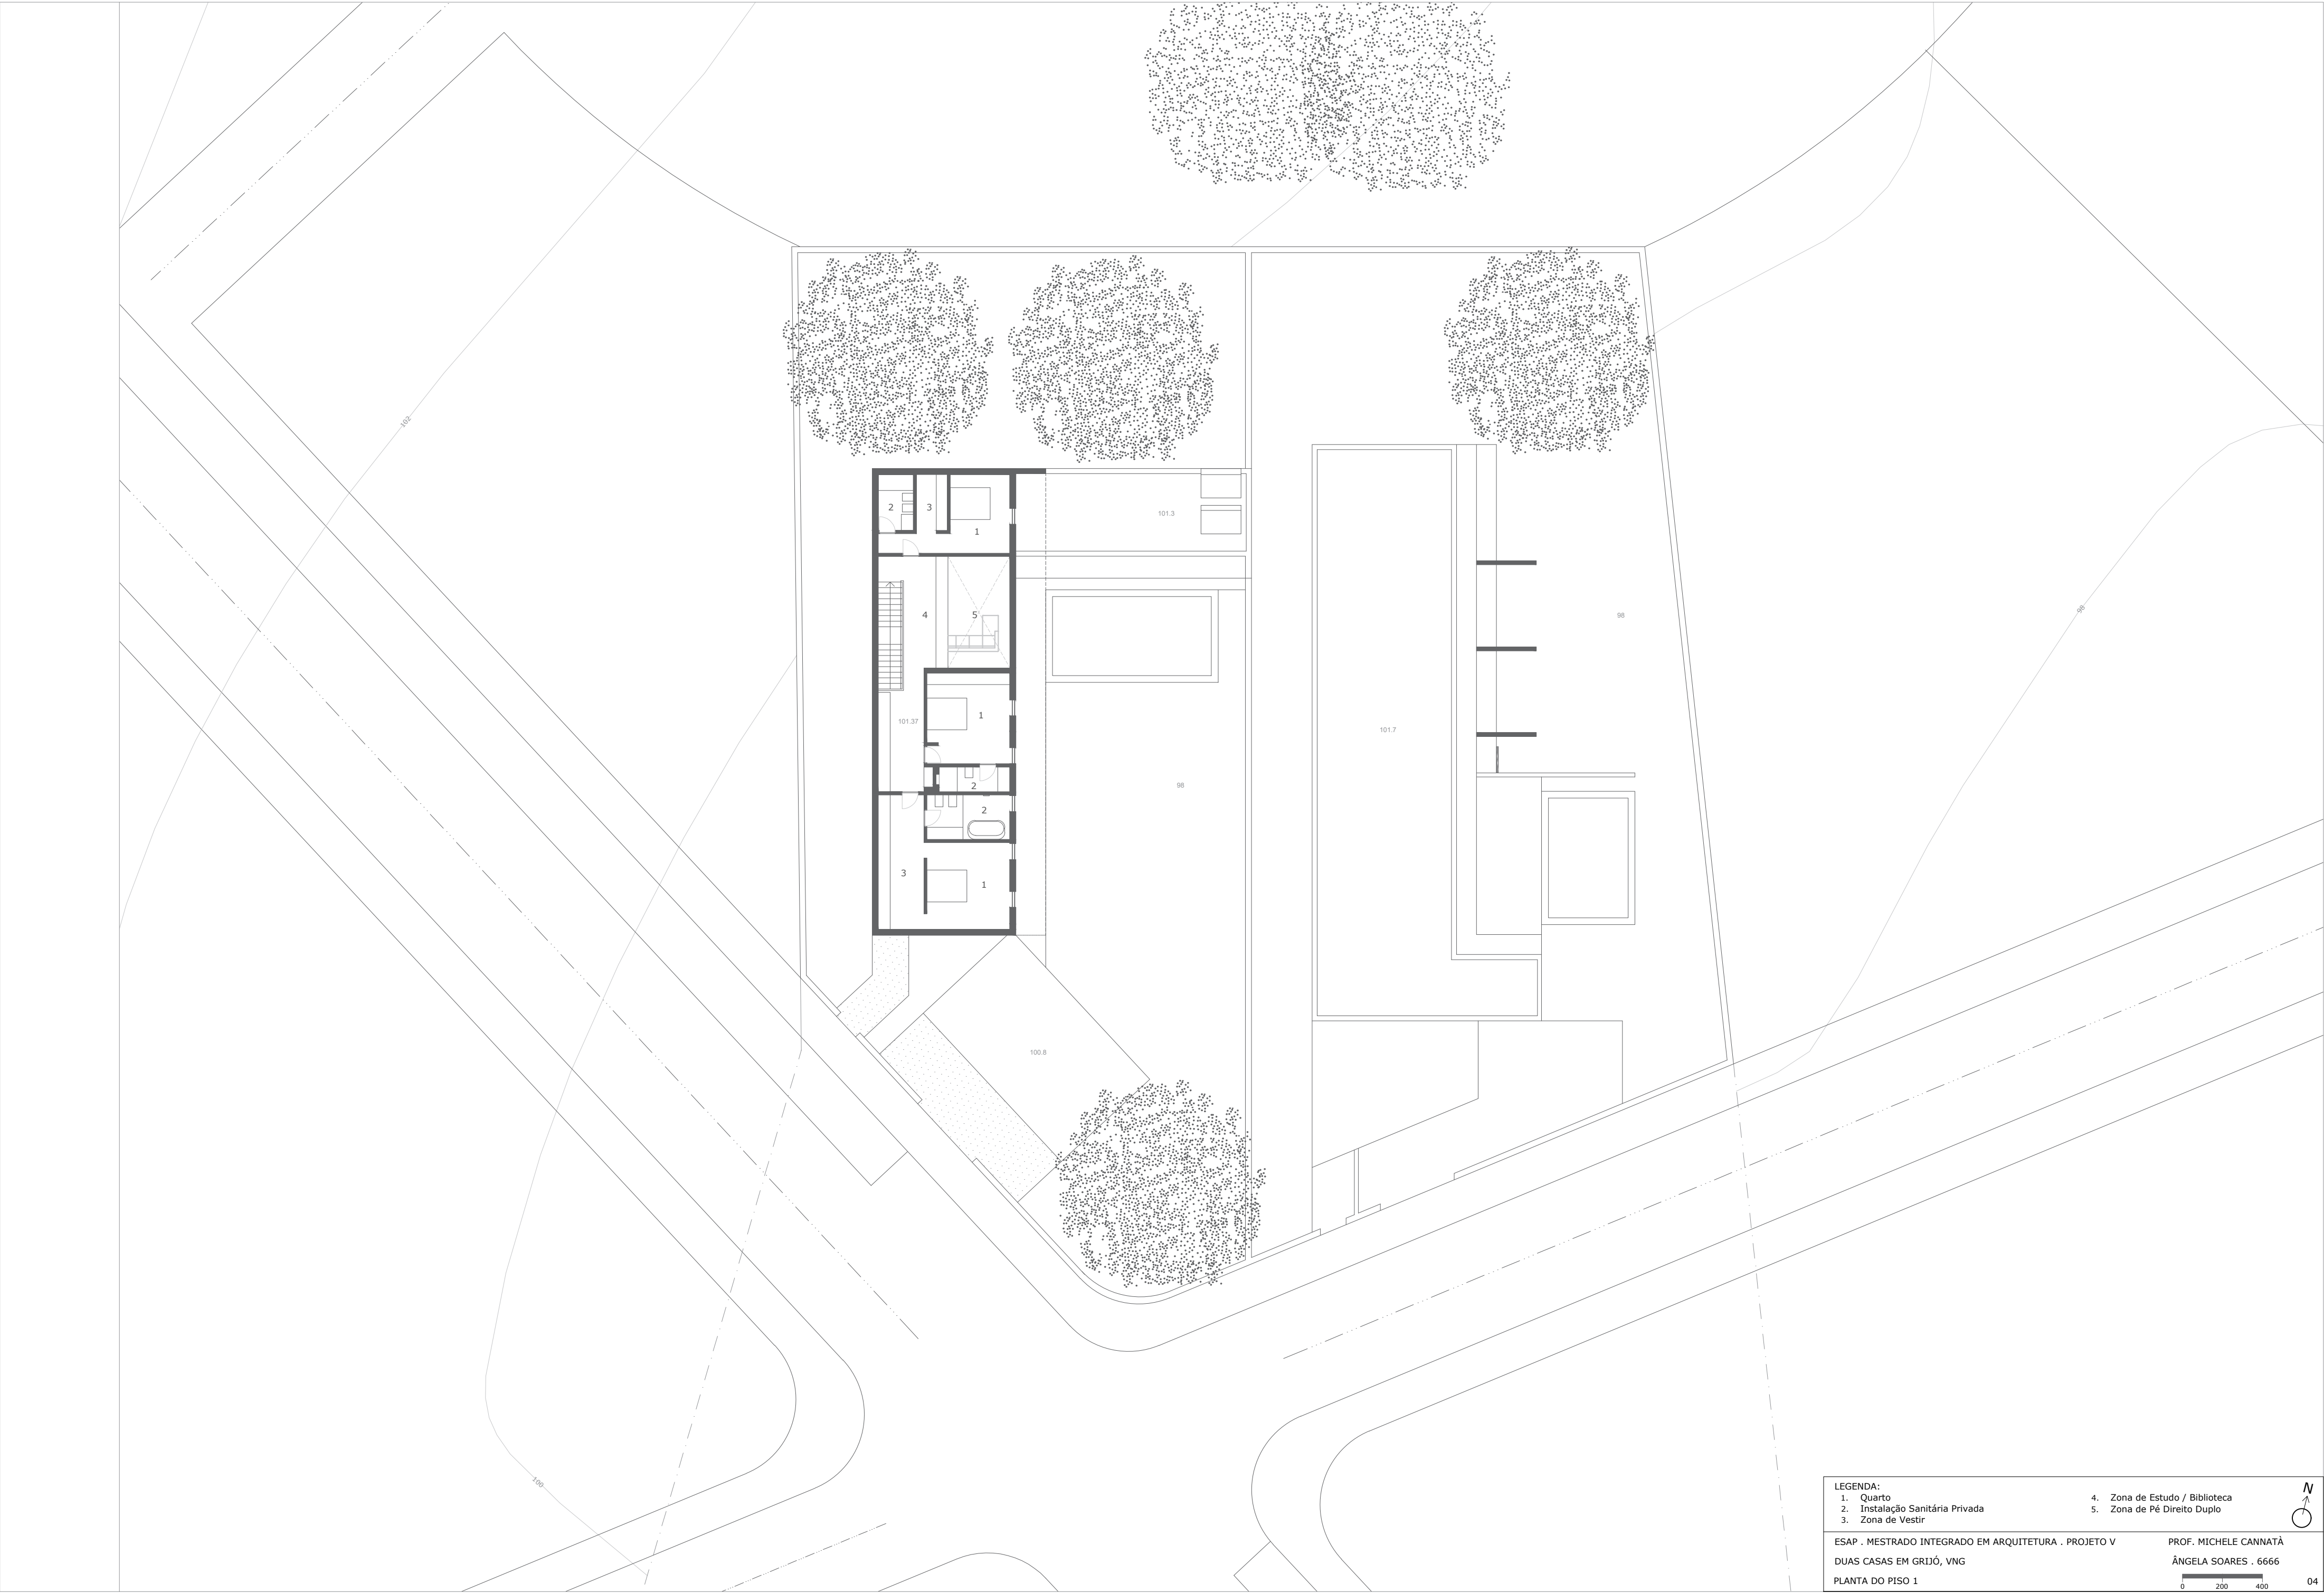 102
2
3
1
101.3
4
5
98
98
101.37
1
101.7
2
98
2
3
1
100.8
100
LEGENDA:
1. Quarto
2. Instalação Sanitária Privada
3. Zona de Vestir
4. Zona de Estudo / Biblioteca
5. Zona de Pé Direito Duplo
N
ESAP . MESTRADO INTEGRADO EM ARQUITETURA . PROJETO V PROF. MICHELE CANNATÀ
DUAS CASAS EM GRIJÓ, VNG ÂNGELA SOARES . 6666
PLANTA DO PISO 1 0 200 400 04